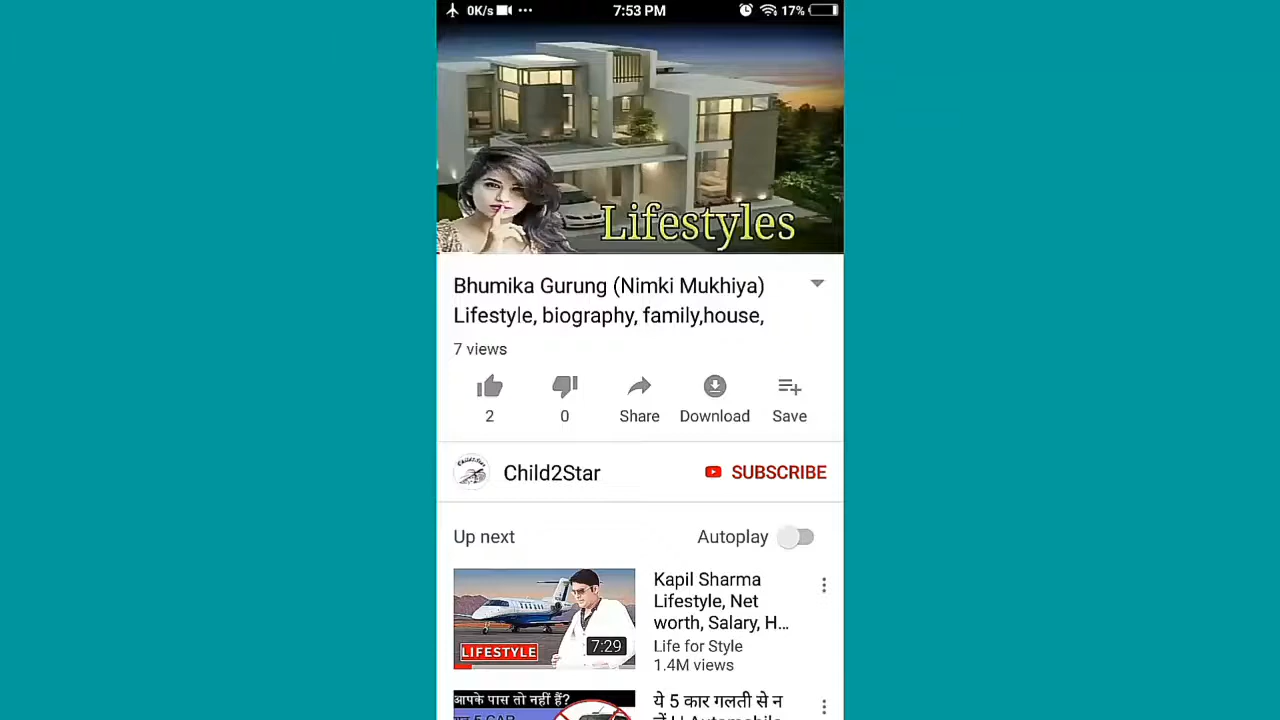 0K/s ... 7:53 PM 17%
Lifestyles
Bhumika Gurung (Nimki Mukhiya)
Lifestyle, biography, family,house,
7 views
2 0 Share Download Save
Child2Star SUBSCRIBE
Up next Autoplay
Kapil Sharma
Lifestyle, Net
worth, Salary, H...
Life for Style
1.4M views
7:29
LIFESTYLE
आपके पास तो नहीं हैं?
5 CAR
ये 5 कार गलती से न